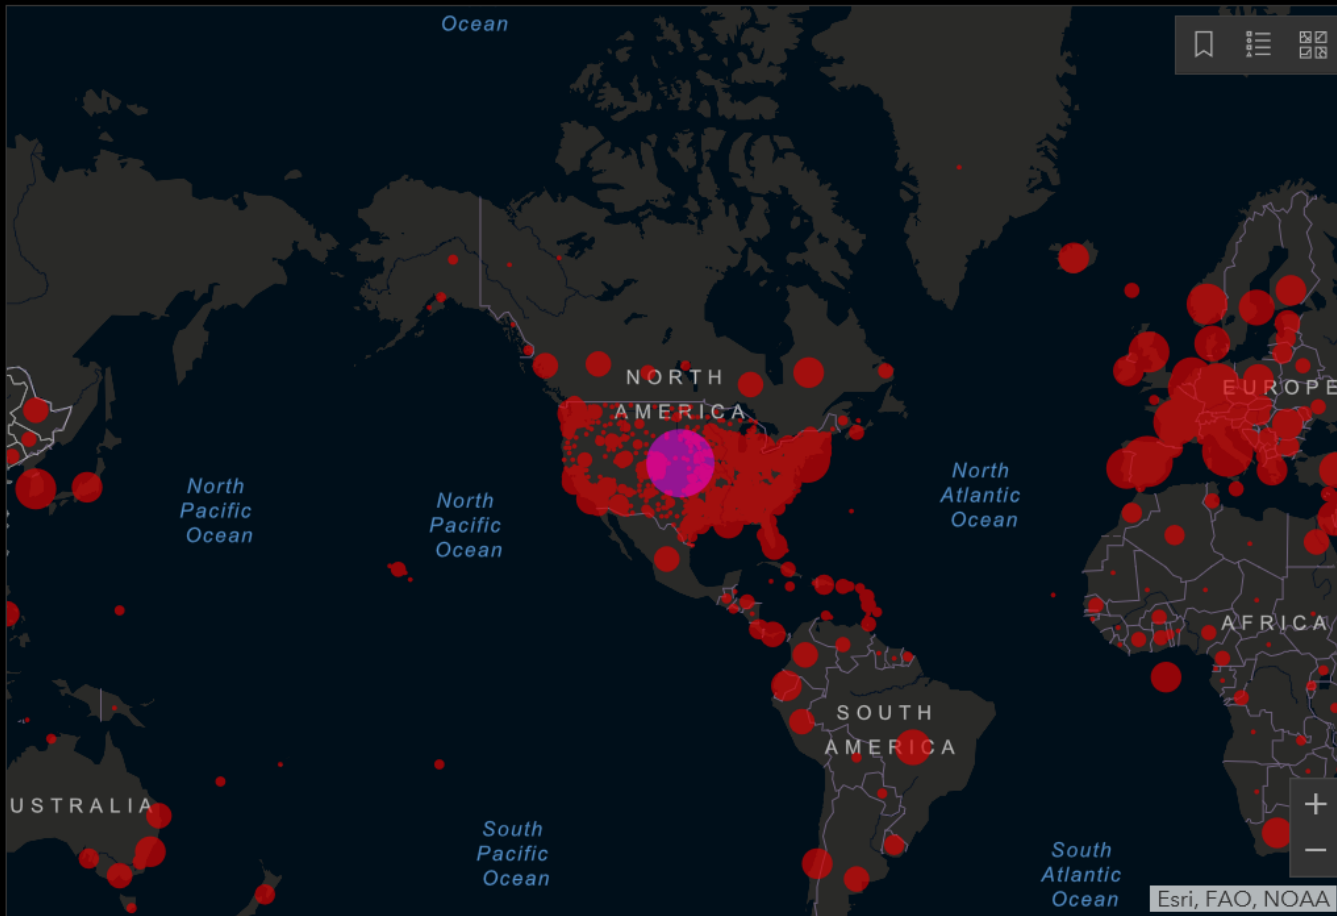 Ocean
NORTH
AMERICA
EUROPE
North
Pacific
Ocean
North
Pacific
Ocean
North
Atlantic
Ocean
AFRICA
SOUTH
AMERICA
USTRALIA
South
Pacific
Ocean
South
Atlantic
Ocean
+
−
Esri, FAO, NOAA